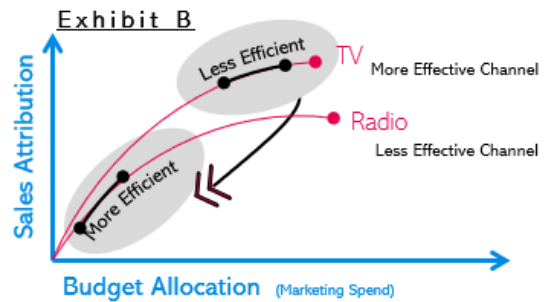 Exhibit B
Less Efficient
TV
More Effective Channel
Radio
Less Effective Channel
More Efficient
Sales Attribution
Budget Allocation (Marketing Spend)